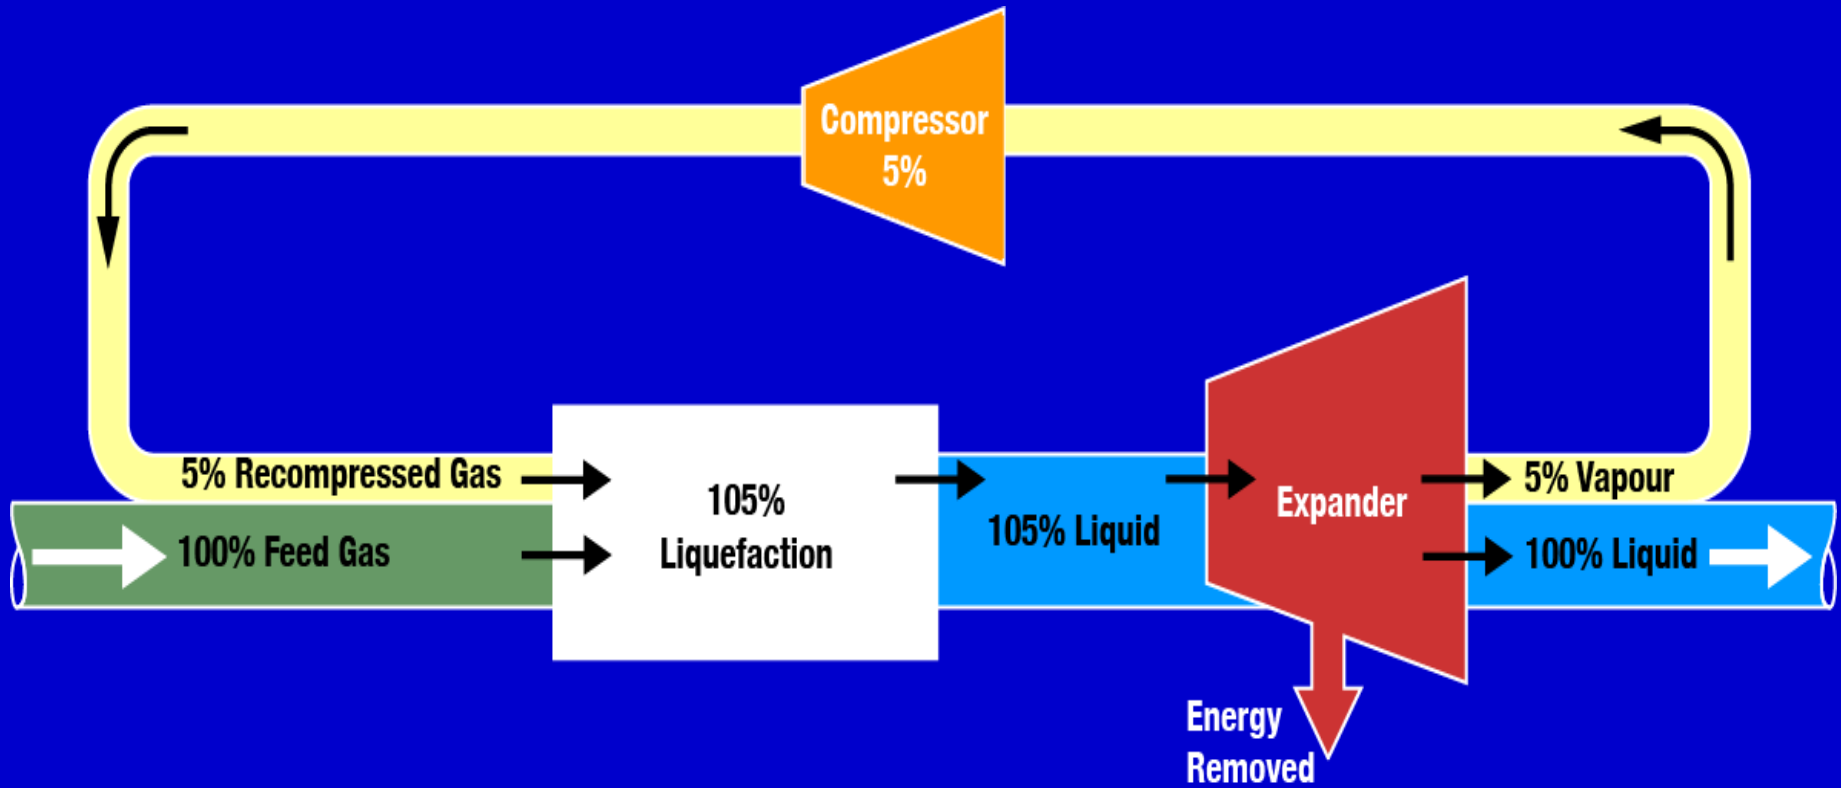 Compressor
5%
5% Recompressed Gas
100% Feed Gas
105%
Liquefaction
105% Liquid
Expander
5% Vapour
100% Liquid
Energy
Removed